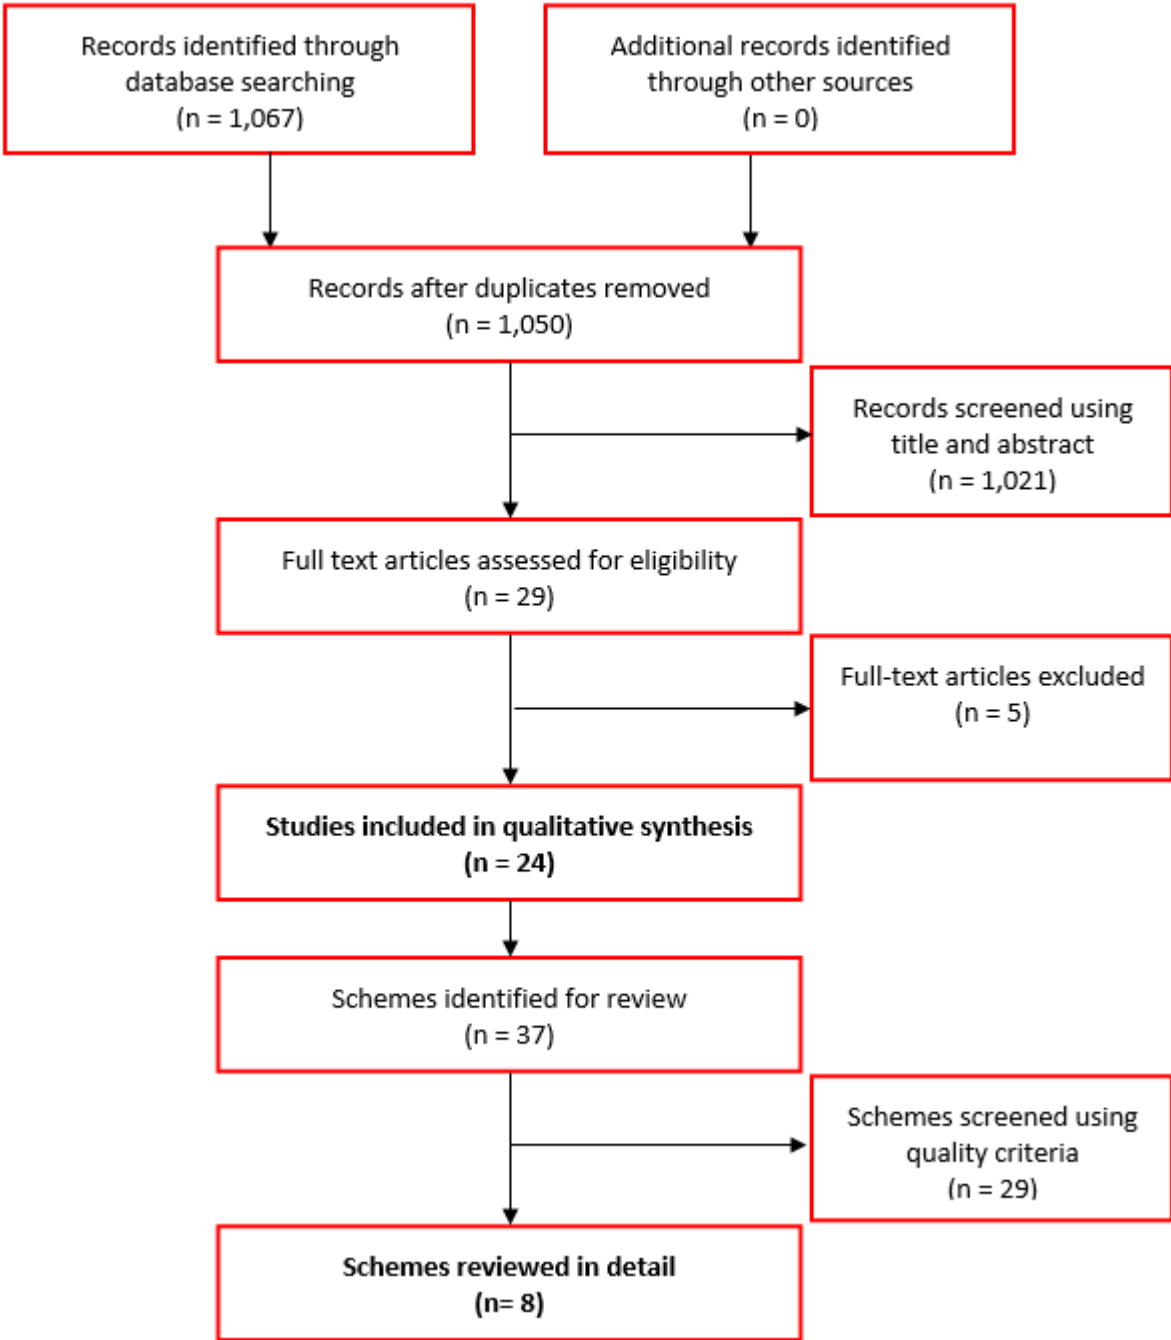 Records identified through
database searching
(n = 1,067)
Additional records identified
through other sources
(n = 0)
Records after duplicates removed
(n = 1,050)
Records screened using
title and abstract
(n = 1,021)
Full text articles assessed for eligibility
(n = 29)
Full-text articles excluded
(n = 5)
Studies included in qualitative synthesis
(n = 24)
Schemes identified for review
(n = 37)
Schemes screened using
quality criteria
(n = 29)
Schemes reviewed in detail
(n= 8)